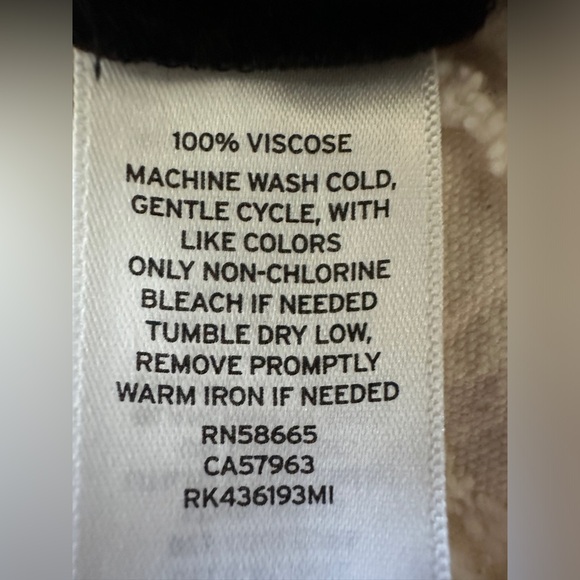 100% VISCOSE
MACHINE WASH COLD,
GENTLE CYCLE, WITH
LIKE COLORS
ONLY NON-CHLORINE
BLEACH IF NEEDED
TUMBLE DRY LOW,
REMOVE PROMPTLY
WARM IRON IF NEEDED
RN58665
CA57963
RK436193MI